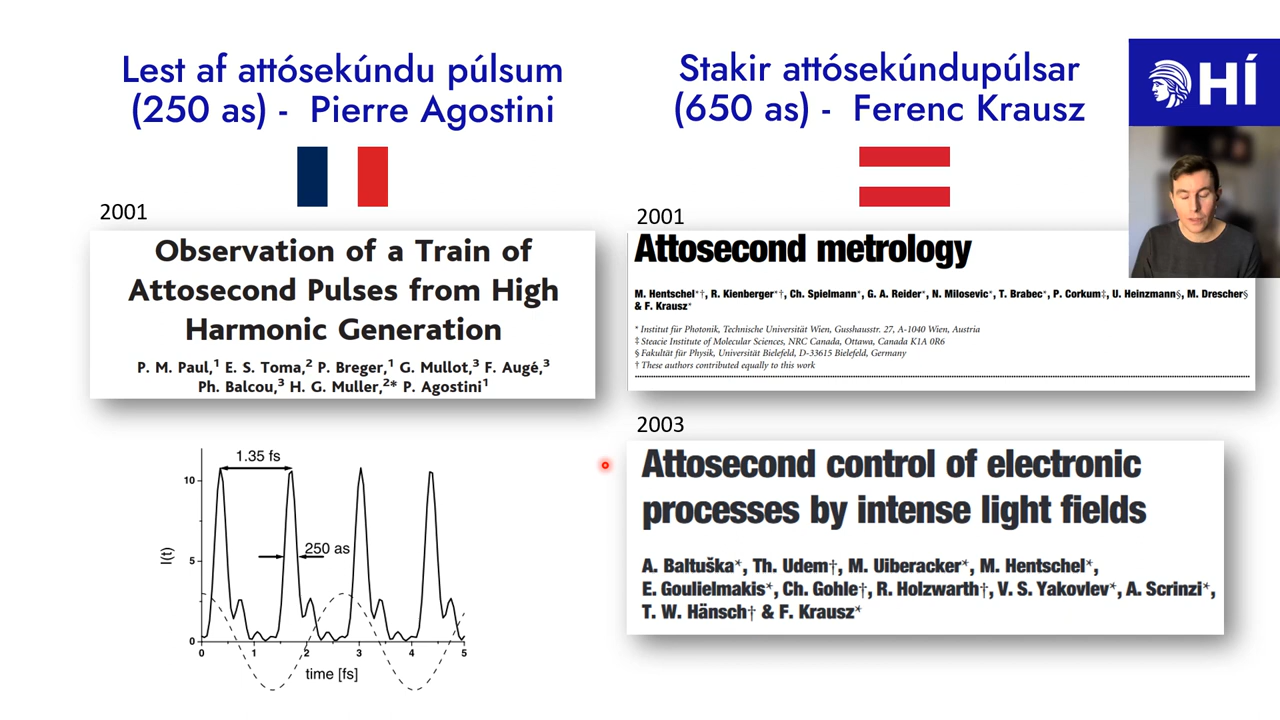 Lest af attósekúndu púlsum
(250 as) - Pierre Agostini
2001
Observation of a Train of
Attosecond Pulses from High
Harmonic Generation
P. M. Paul,¹ E. S. Toma,² P. Breger,¹ G. Mullot,³ F. Augé,³
Ph. Balcou,³ H. G. Muller,²* P. Agostini¹
1.35 fs
250 as
I(t)
10
5
0
0 1 2 3 4 5
time [fs]
Stakir attósekúndupúlsar
(650 as) - Ferenc Krausz
2001
Attosecond metrology
M. Hentschel*†, R. Kienberger*†, Ch. Spielmann*, G. A. Reider*, N. Milosevic*, T. Brabec*, P. Corkum‡, U. Heinzmann§, M. Drescher§
& F. Krausz*
* Institut für Photonik, Technische Universität Wien, Gusshausstr. 27, A-1040 Wien, Austria
‡ Steacie Institute of Molecular Sciences, NRC Canada, Ottawa, Canada K1A 0R6
§ Fakultät für Physik, Universität Bielefeld, D-33615 Bielefeld, Germany
† These authors contributed equally to this work
2003
Attosecond control of electronic
processes by intense light fields
A. Baltuška*, Th. Udem†, M. Uiberacker*, M. Hentschel*,
E. Goulielmakis*, Ch. Gohle†, R. Holzwarth†, V. S. Yakovlev*, A. Scrinzi*,
T. W. Hänsch† & F. Krausz*
HÍ